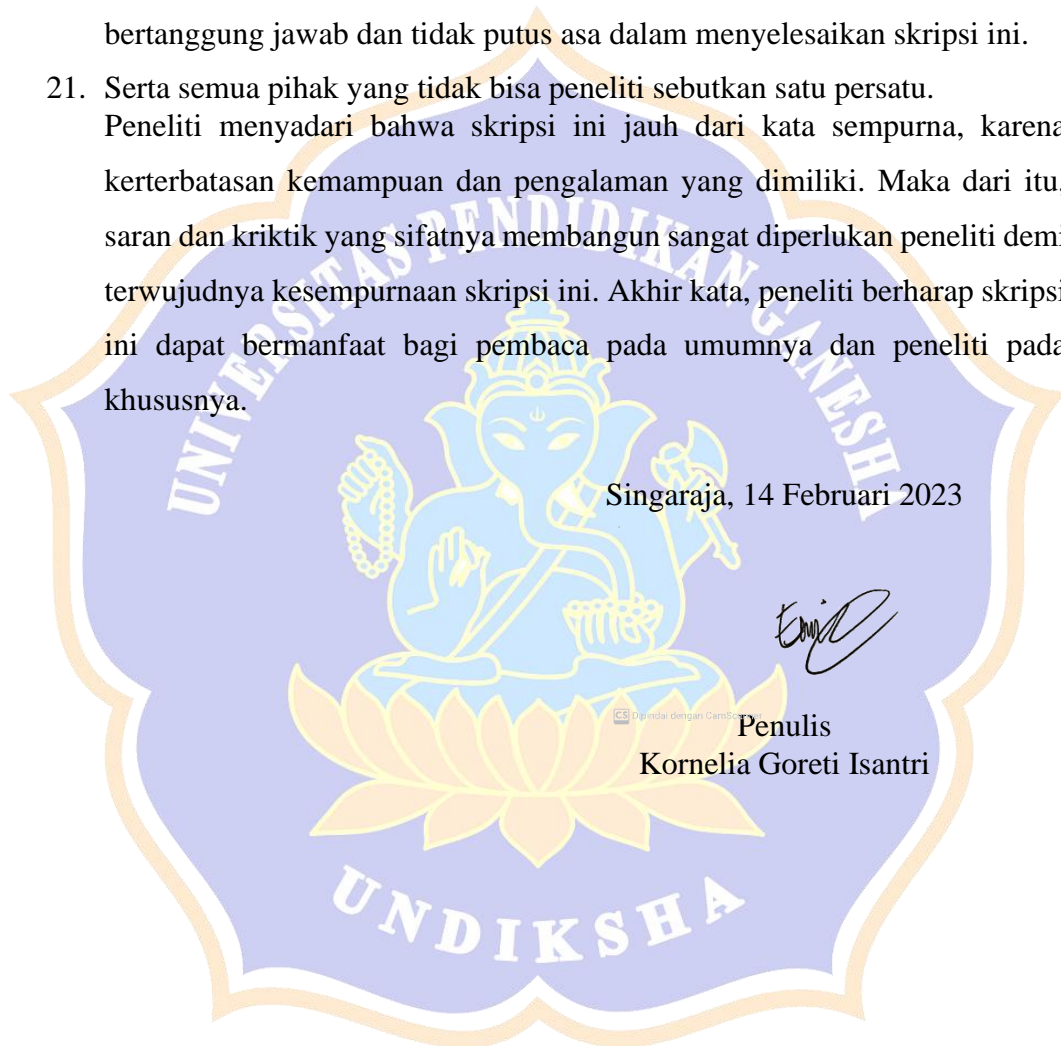 bertanggung jawab dan tidak putus asa dalam menyelesaikan skripsi ini.
21. Serta semua pihak yang tidak bisa peneliti sebutkan satu persatu.
Peneliti menyadari bahwa skripsi ini jauh dari kata sempurna, karena
kerterbatasan kemampuan dan pengalaman yang dimiliki. Maka dari itu,
saran dan kriktik yang sifatnya membangun sangat diperlukan peneliti demi
terwujudnya kesempurnaan skripsi ini. Akhir kata, peneliti berharap skripsi
ini dapat bermanfaat bagi pembaca pada umumnya dan peneliti pada
khususnya.
UNIVERSITAS PENDIDIKAN GANESHA
Singaraja, 14 Februari 2023
CS Dipindai dengan
Penulis
Kornelia Goreti Isantri
UNDIKSHA